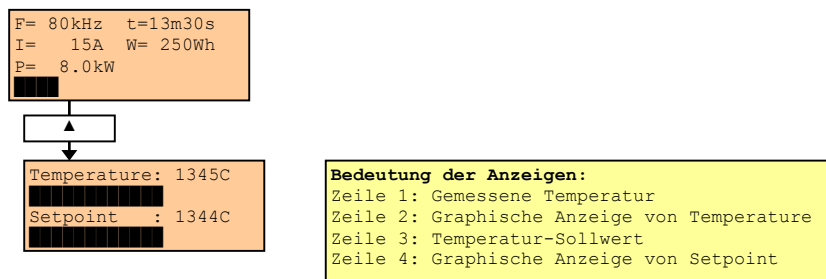 F= 80kHz t=13m30s
I= 15A W= 250Wh
P= 8.0kW
▲
Temperature: 1345C
Setpoint : 1344C
Bedeutung der Anzeigen:
Zeile 1: Gemessene Temperatur
Zeile 2: Graphische Anzeige von Temperature
Zeile 3: Temperatur-Sollwert
Zeile 4: Graphische Anzeige von Setpoint